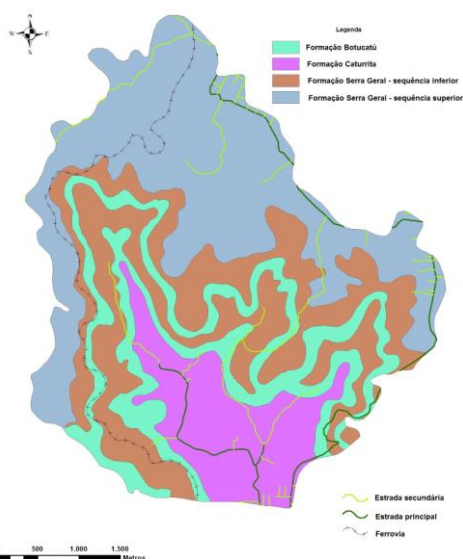 N
W E
S
Legenda
Formação Botucatú
Formação Caturrita
Formação Serra Geral - sequência inferior
Formação Serra Geral - sequência superior
Estrada secundária
Estrada principal
Ferrovia
500 1.000 1.500
Metros